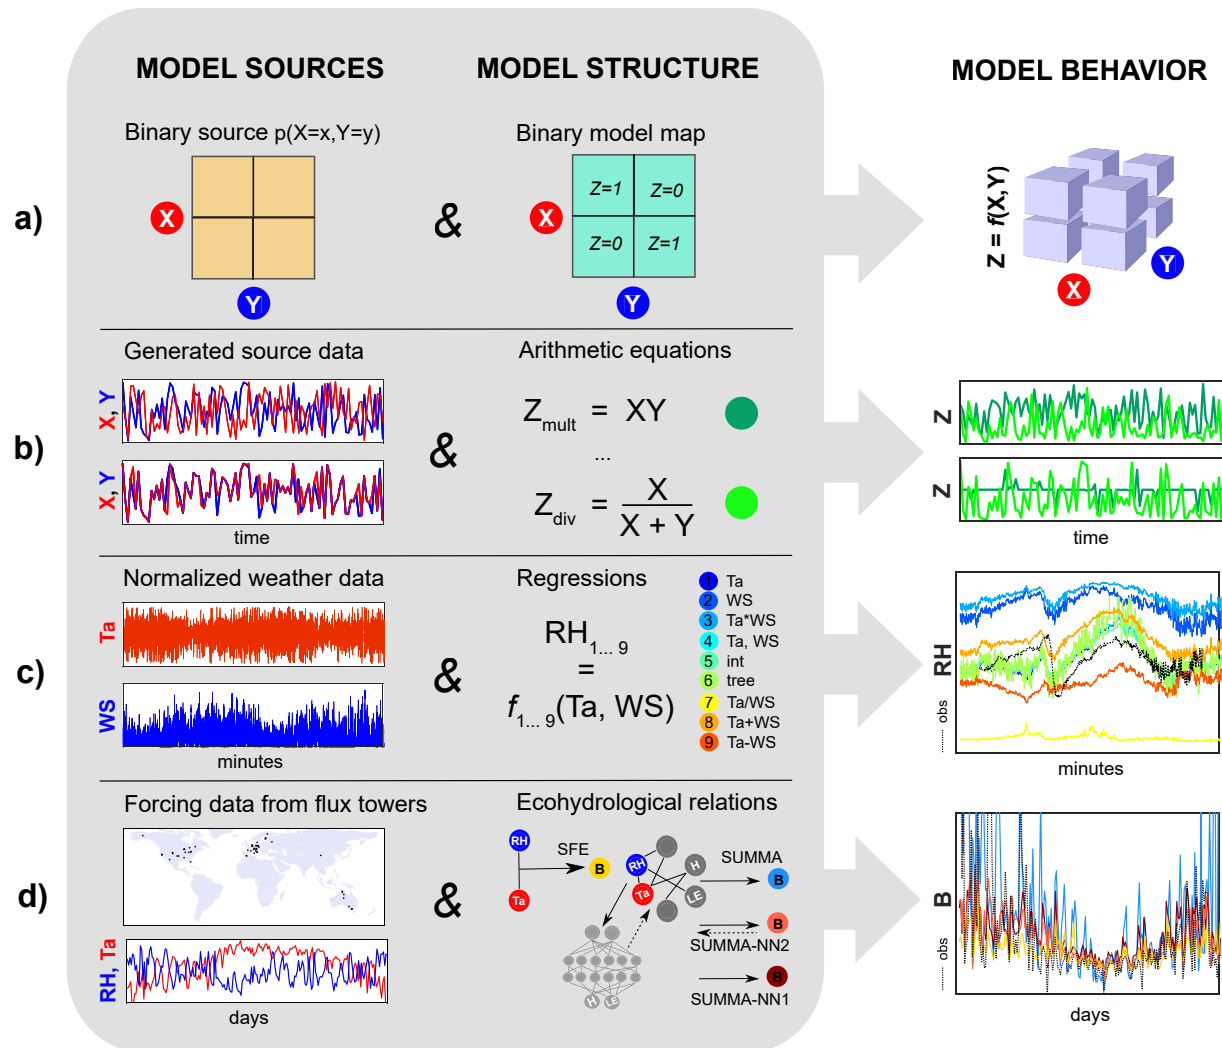 MODEL SOURCES
MODEL STRUCTURE
MODEL BEHAVIOR
a)
Binary source p(X=x,Y=y)
X
Y
&
Binary model map
Z=1
Z=0
Z=0
Z=1
X
Y
Z = f(X,Y)
X
Y
b)
Generated source data
X, Y
X, Y
time
&
Arithmetic equations
Zmult = XY
...
Zdiv = X
X + Y
Z
Z
time
c)
Normalized weather data
Ta
WS
minutes
&
Regressions
RH1... 9
=
f1... 9(Ta, WS)
1 Ta
2 WS
3 Ta*WS
4 Ta, WS
5 int
6 tree
7 Ta/WS
8 Ta+WS
9 Ta-WS
RH
obs
minutes
d)
Forcing data from flux towers
RH, Ta
days
&
Ecohydrological relations
RH
Ta
SFE
B
RH
Ta
H
LE
H
LE
SUMMA
B
B
SUMMA-NN2
B
SUMMA-NN1
B
obs
days